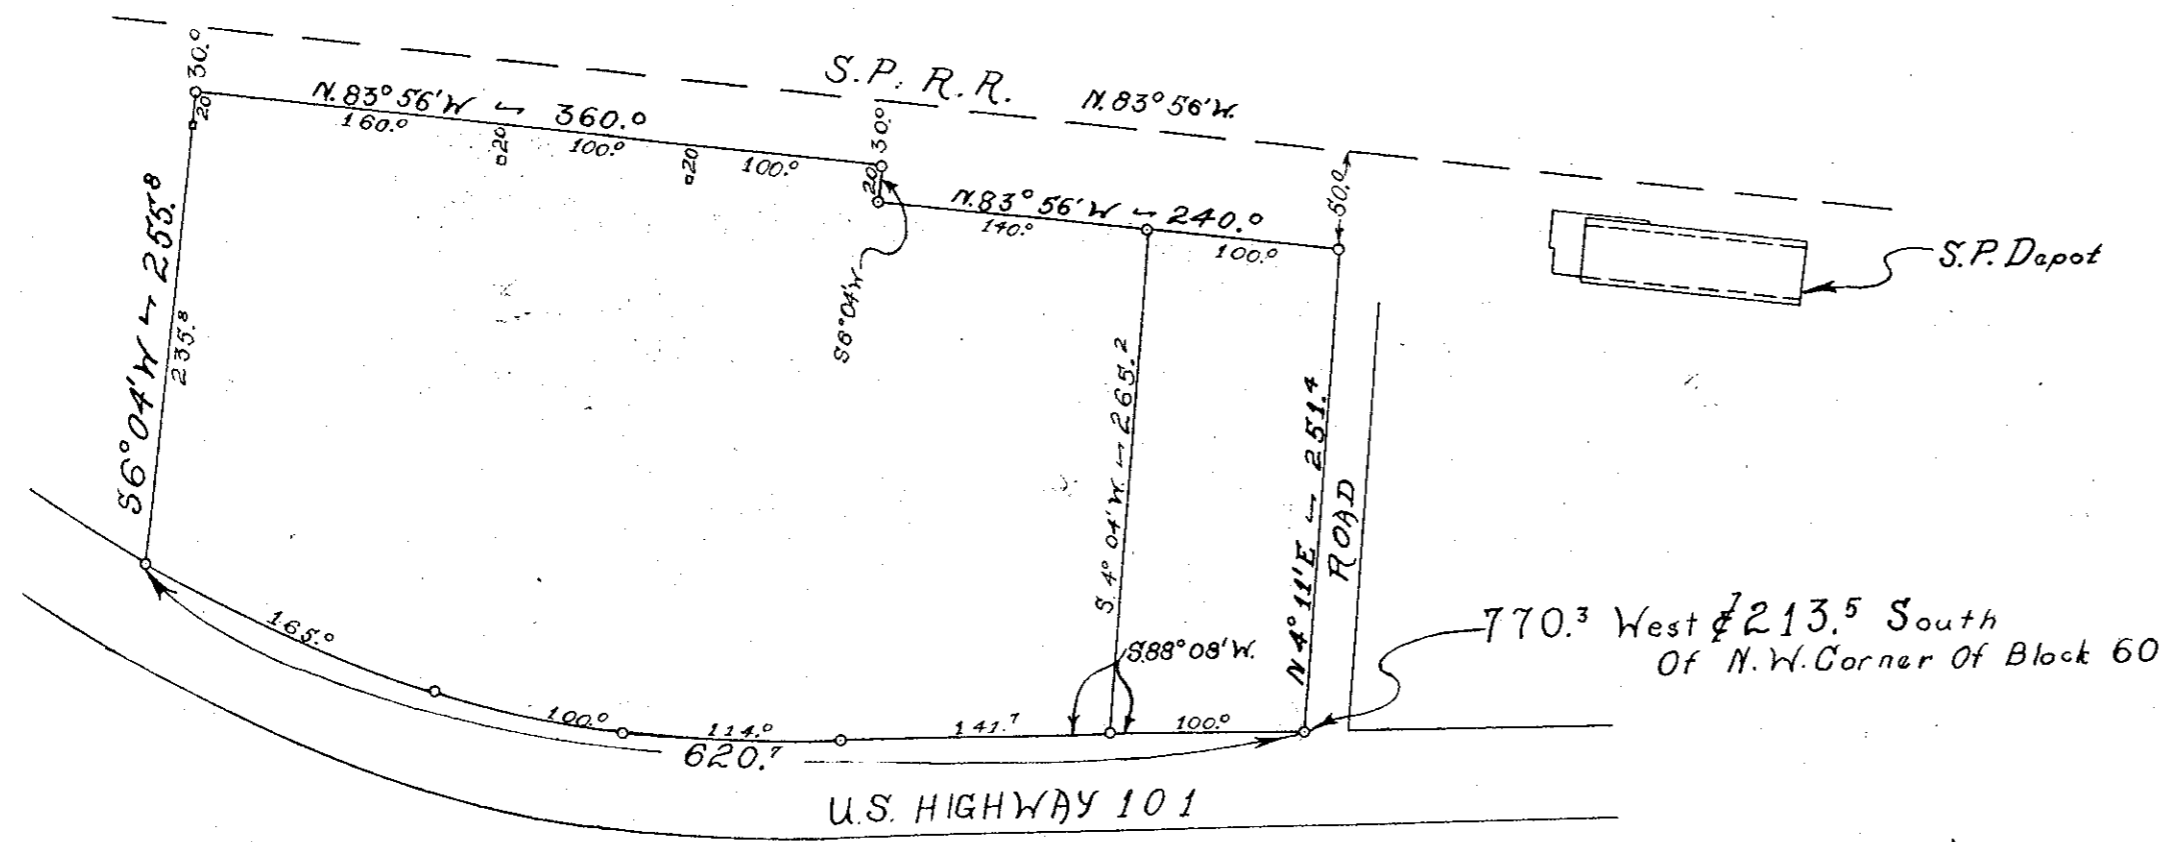 S.P. R.R.
N.83°56'W.
30.⁰
20
N.83°56'W ~ 360.⁰
160.⁰
100.⁰
100.⁰
20
20
30.⁰
20
N.83°56'W ~ 240.⁰
140.⁰
100.⁰
50.⁰
S.P. Depot
S6°04'W ~ 255.⁸
235.⁸
S6°04'W
S.4°04'W. ~ 265.²
N4°11'E ~ 251.⁴
ROAD
770.³ West & 213.⁵ South
Of N.W. Corner Of Block 60
S.88°08'W.
165.⁰
100.⁰
114.⁰
141.⁷
100.⁰
620.⁷
U.S. HIGHWAY 101